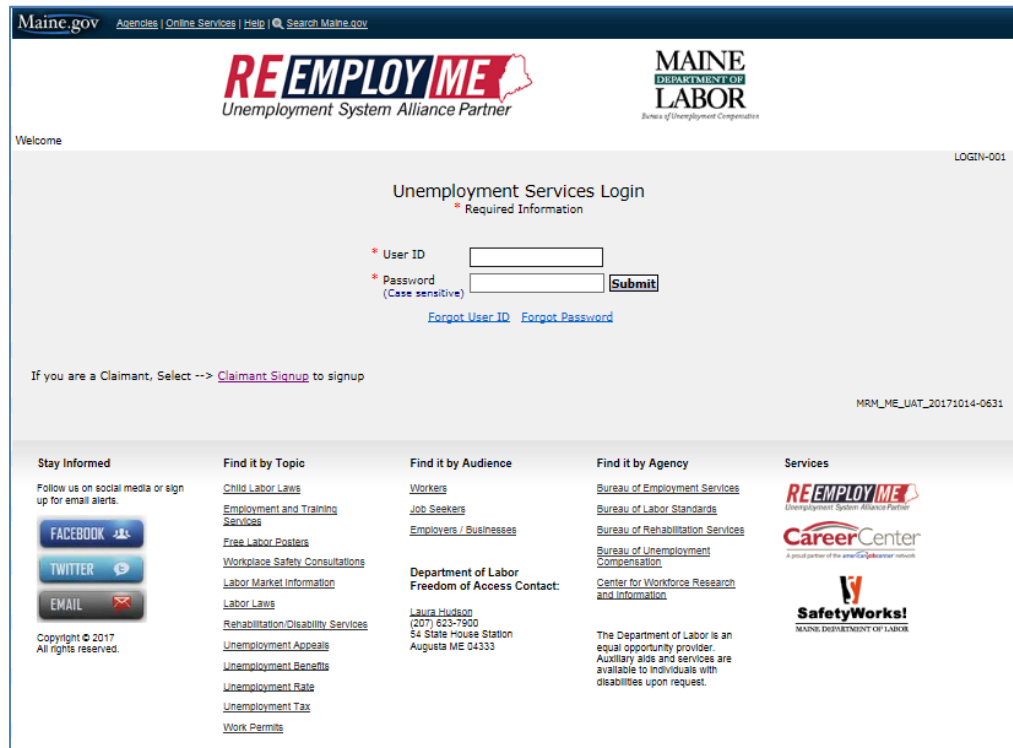 Maine.gov Agencies | Online Services | Help | Search Maine.gov
REEMPLOYME
Unemployment System Alliance Partner
MAINE
DEPARTMENT OF
LABOR
Bureau of Unemployment Compensation
Welcome
LOGIN-001
Unemployment Services Login
* Required Information
* User ID
* Password Submit
(Case sensitive)
Forgot User ID Forgot Password
If you are a Claimant, Select --> Claimant Signup to signup
MRM_ME_UAT_20171014-0631
Stay Informed
Follow us on social media or sign
up for email alerts.
FACEBOOK
TWITTER
EMAIL
Copyright © 2017
All rights reserved.
Find it by Topic
Child Labor Laws
Employment and Training
Services
Free Labor Posters
Workplace Safety Consultations
Labor Market Information
Labor Laws
Rehabilitation/Disability Services
Unemployment Appeals
Unemployment Benefits
Unemployment Rate
Unemployment Tax
Work Permits
Find it by Audience
Workers
Job Seekers
Employers / Businesses
Department of Labor
Freedom of Access Contact:
Laura Hudson
(207) 623-7900
54 State House Station
Augusta ME 04333
Find it by Agency
Bureau of Employment Services
Bureau of Labor Standards
Bureau of Rehabilitation Services
Bureau of Unemployment
Compensation
Center for Workforce Research
and Information
The Department of Labor is an
equal opportunity provider.
Auxiliary aids and services are
available to individuals with
disabilities upon request.
Services
REEMPLOYME
Unemployment System Alliance Partner
CareerCenter
A proud partner of the americanjobcenter network
SafetyWorks!
MAINE DEPARTMENT OF LABOR